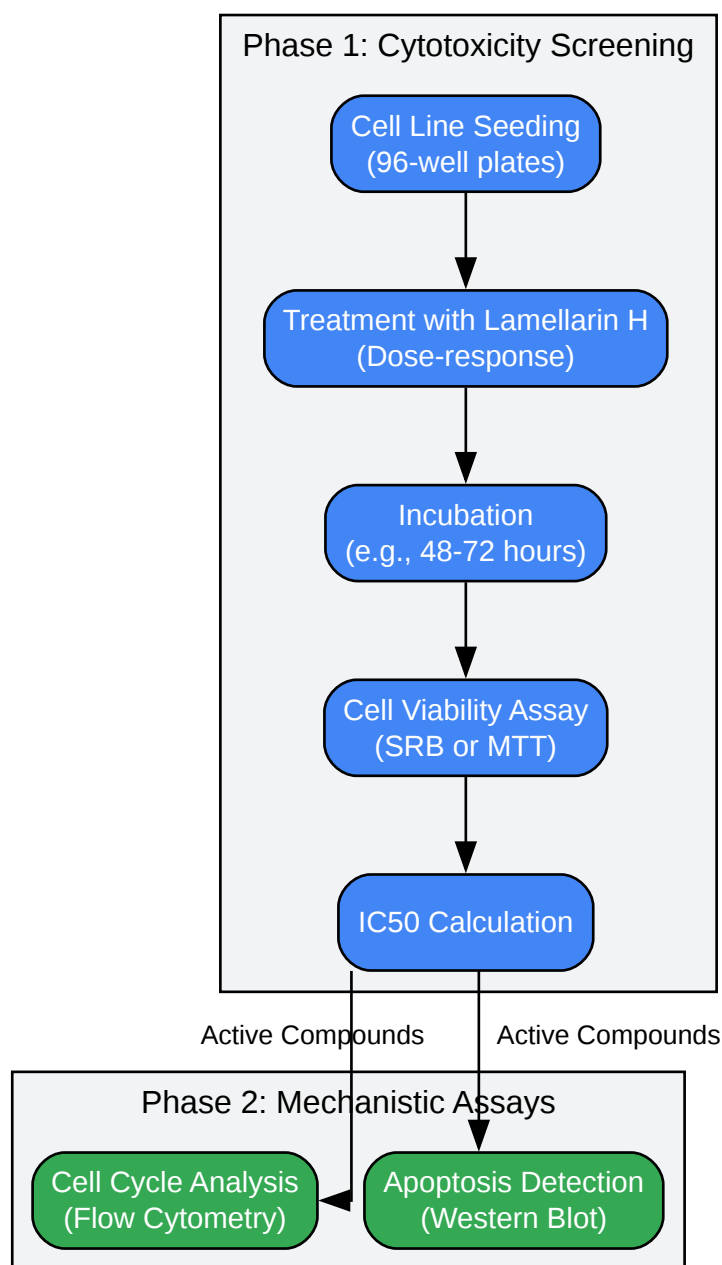 Phase 1: Cytotoxicity Screening
Cell Line Seeding
(96-well plates)
Treatment with Lamellarin H
(Dose-response)
Incubation
(e.g., 48-72 hours)
Cell Viability Assay
(SRB or MTT)
IC50 Calculation
Active Compounds
Active Compounds
Phase 2: Mechanistic Assays
Cell Cycle Analysis
(Flow Cytometry)
Apoptosis Detection
(Western Blot)